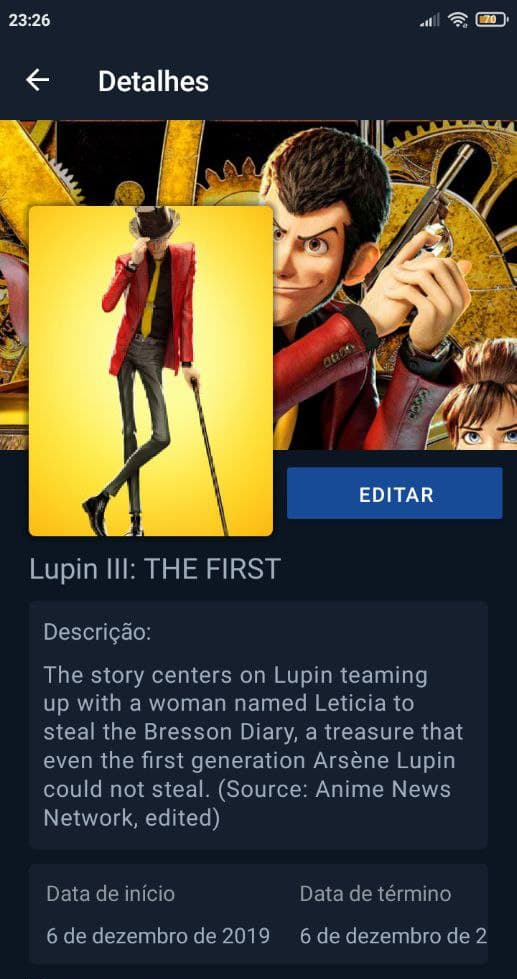 23:26
70
Detalhes
EDITAR
Lupin III: THE FIRST
Descrição:
The story centers on Lupin teaming
up with a woman named Leticia to
steal the Bresson Diary, a treasure that
even the first generation Arsène Lupin
could not steal. (Source: Anime News
Network, edited)
Data de início
Data de término
6 de dezembro de 2019
6 de dezembro de 2